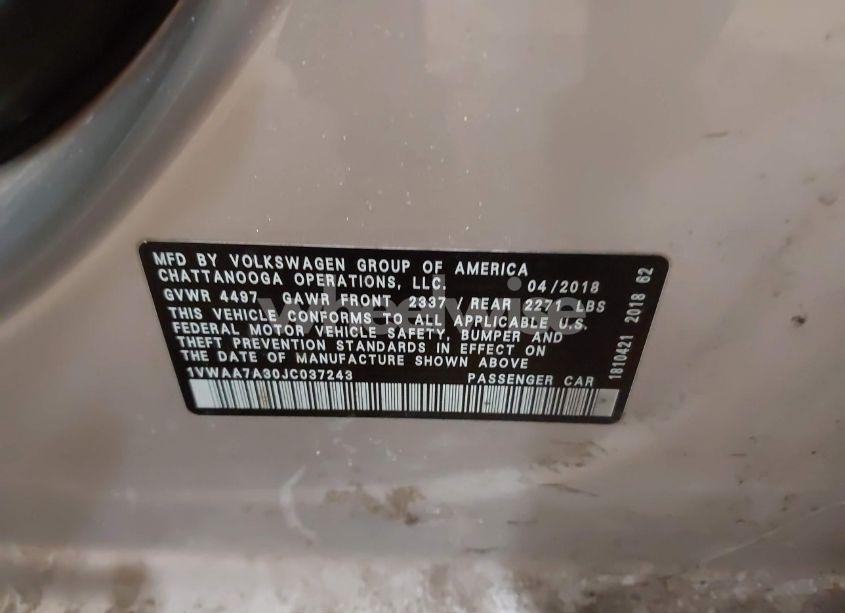 MFD BY VOLKSWAGEN GROUP OF AMERICA
CHATTANOOGA OPERATIONS, LLC. 04/2018
GVWR 4497 GAWR FRONT 2337 / REAR 2271 LBS
THIS VEHICLE CONFORMS TO ALL APPLICABLE U.S.
FEDERAL MOTOR VEHICLE SAFETY, BUMPER AND
THEFT PREVENTION STANDARDS IN EFFECT ON
THE DATE OF MANUFACTURE SHOWN ABOVE
1VWAA7A30JC037243 PASSENGER CAR
1810421 2018 62
wheelwise